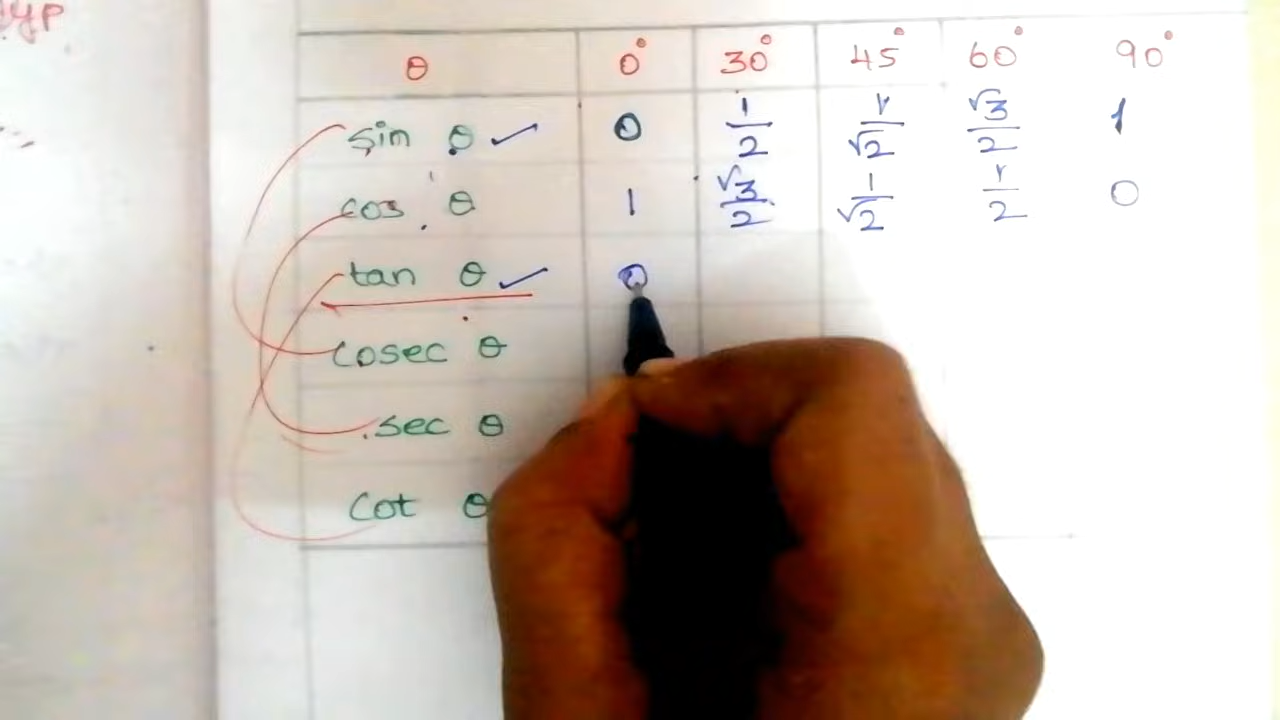 yp
θ 0° 30° 45° 60° 90°
sin θ ✓ 0 1/2 1/√2 √3/2 1
cos θ 1 √3/2 1/√2 1/2 0
tan θ ✓ 0
cosec θ
sec θ
cot θ